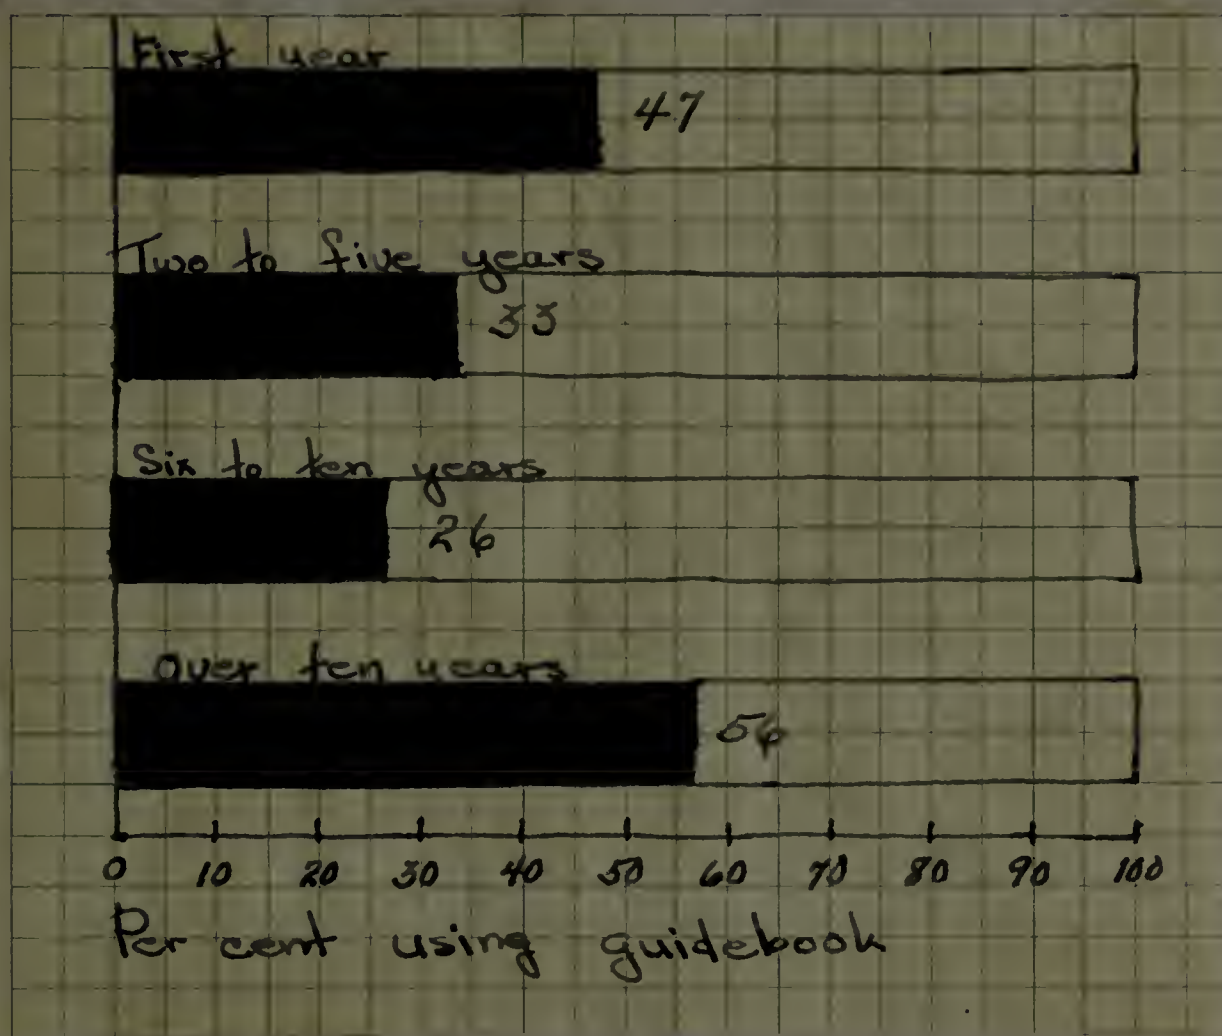 First year
47
Two to five years
33
Six to ten years
26
Over ten years
56
0 10 20 30 40 50 60 70 80 90 100
Per cent using guidebook